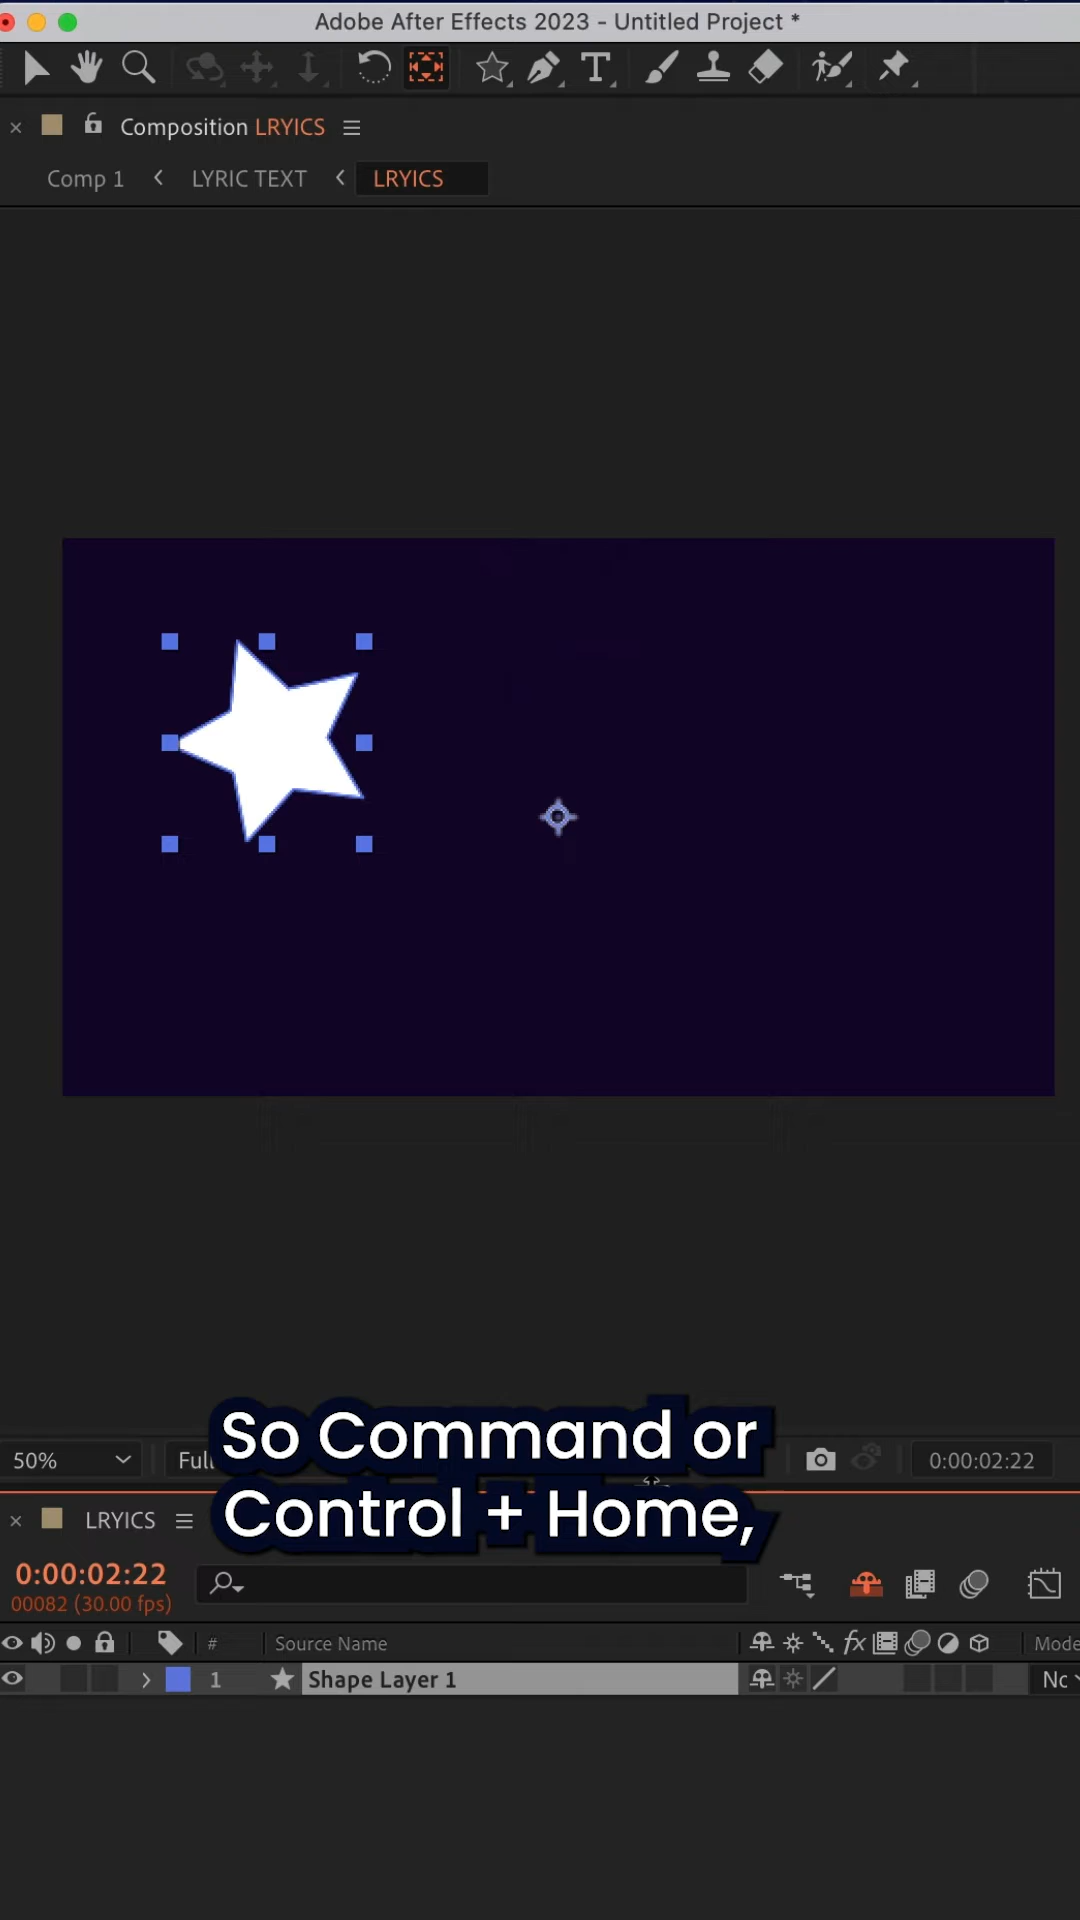 Adobe After Effects 2023 - Untitled Project *
Composition LRYICS
Comp 1 LYRIC TEXT LRYICS
So Command or
Control + Home,
50%
0:00:02:22
LRYICS
0:00:02:22
00082 (30.00 fps)
# Source Name Mode
1 Shape Layer 1